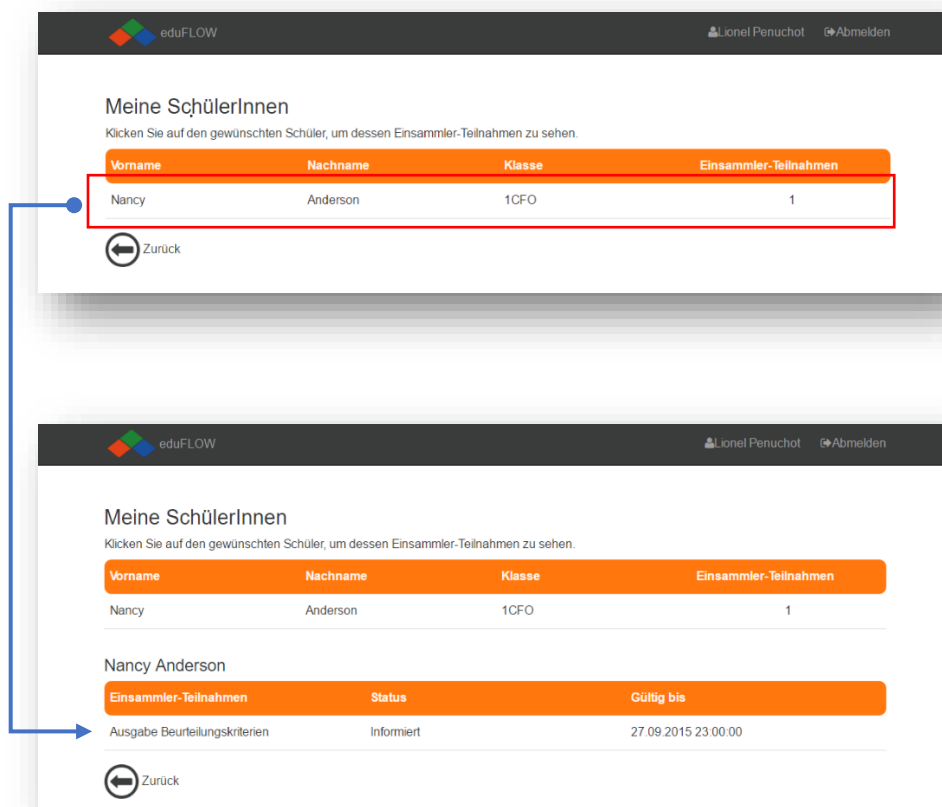 eduFLOW Lionel Penuchot Abmelden
Meine SchülerInnen
Klicken Sie auf den gewünschten Schüler, um dessen Einsammler-Teilnahmen zu sehen.
Vorname Nachname Klasse Einsammler-Teilnahmen
Nancy Anderson 1CFO 1
Zurück
eduFLOW Lionel Penuchot Abmelden
Meine SchülerInnen
Klicken Sie auf den gewünschten Schüler, um dessen Einsammler-Teilnahmen zu sehen.
Vorname Nachname Klasse Einsammler-Teilnahmen
Nancy Anderson 1CFO 1
Nancy Anderson
Einsammler-Teilnahmen Status Gültig bis
Ausgabe Beurteilungskriterien Informiert 27.09.2015 23:00:00
Zurück